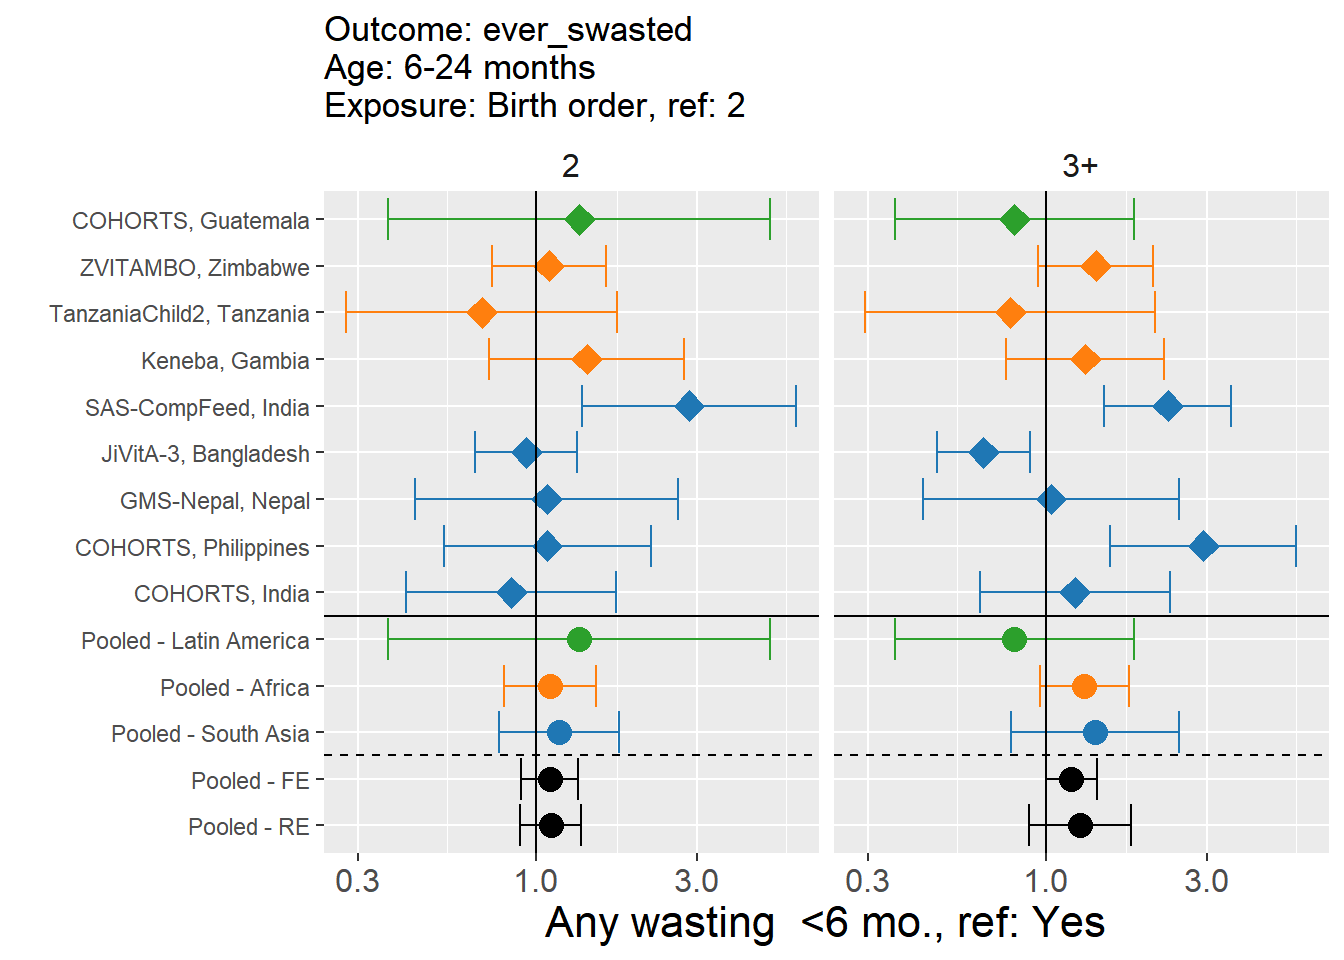 Outcome: ever_swasted
Age: 6-24 months
Exposure: Birth order, ref: 2
2
3+
COHORTS, Guatemala
ZVITAMBO, Zimbabwe
TanzaniaChild2, Tanzania
Keneba, Gambia
SAS-CompFeed, India
JiVitA-3, Bangladesh
GMS-Nepal, Nepal
COHORTS, Philippines
COHORTS, India
Pooled - Latin America
Pooled - Africa
Pooled - South Asia
Pooled - FE
Pooled - RE
0.3 1.0 3.0 0.3 1.0 3.0
Any wasting  <6 mo., ref: Yes